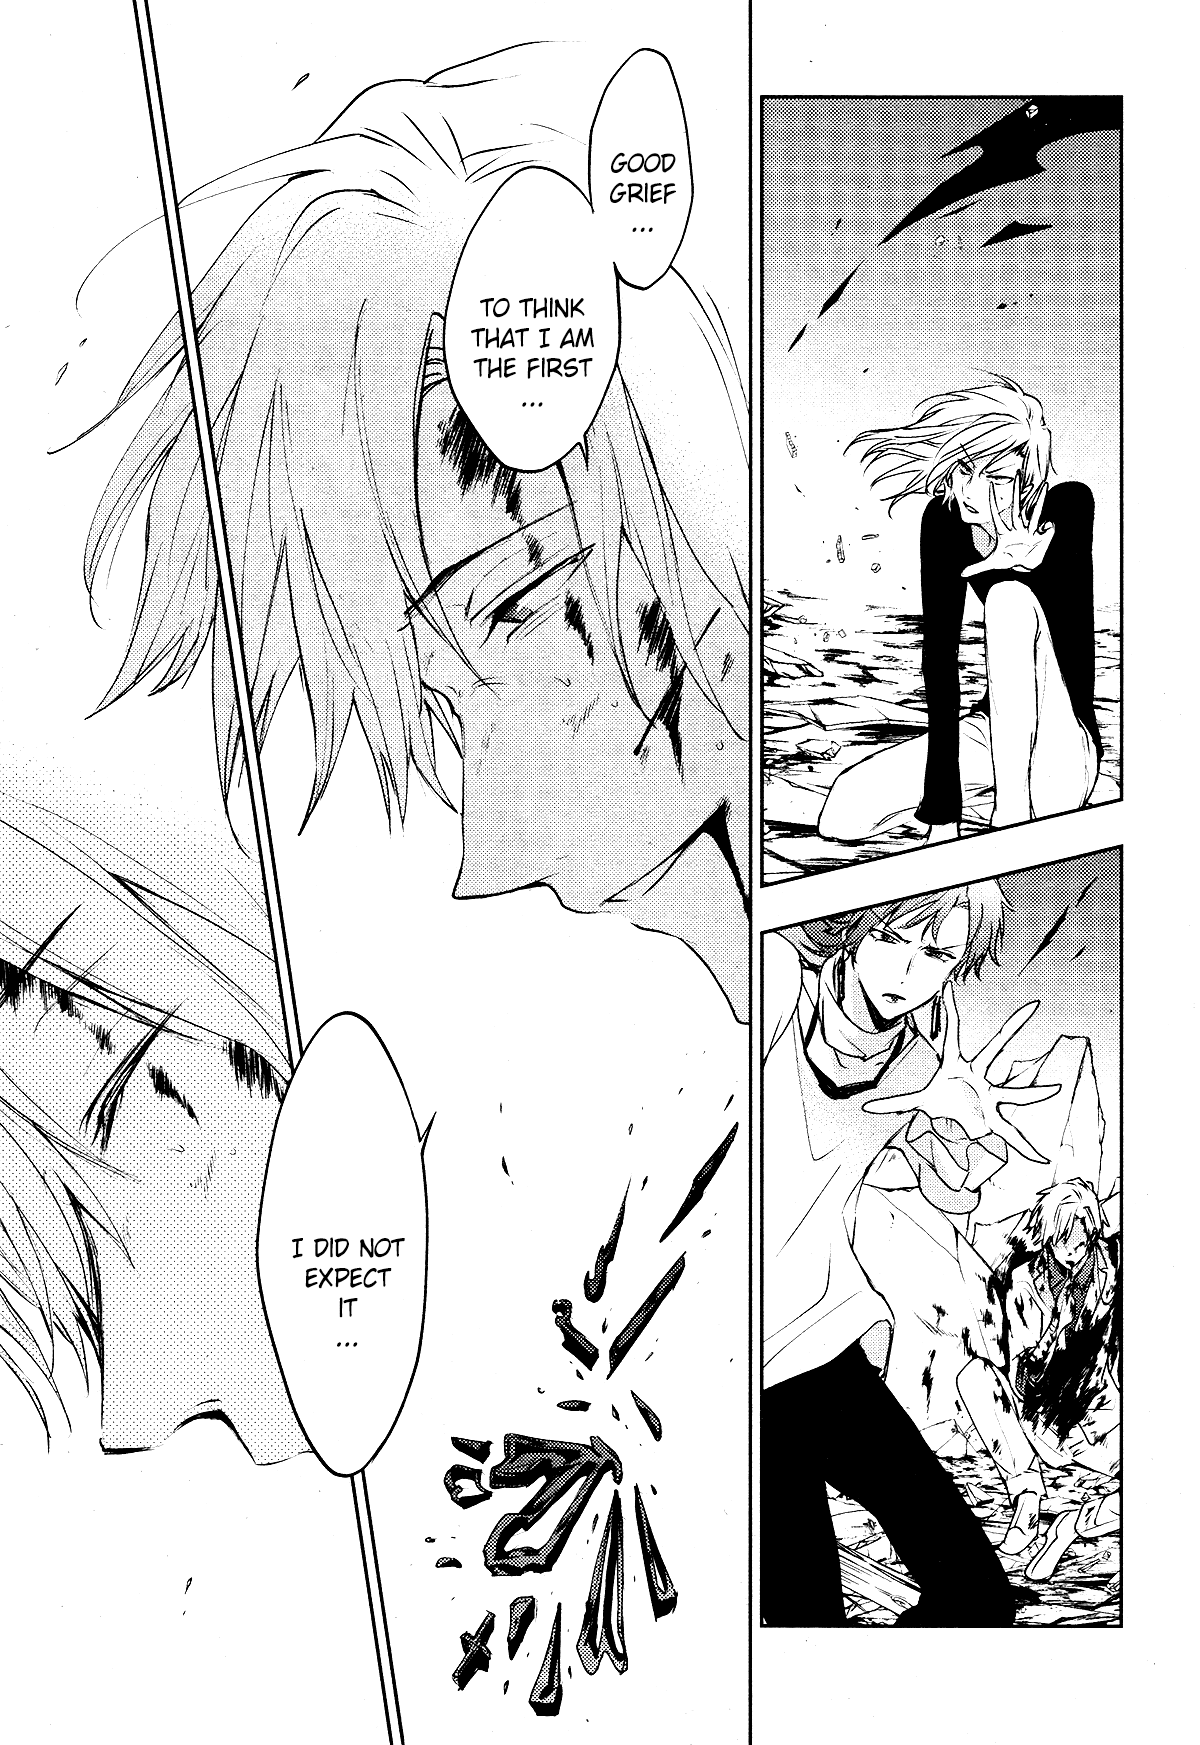 GOOD
GRIEF
...
TO THINK
THAT I AM
THE FIRST
...
I DID NOT
EXPECT
IT
...